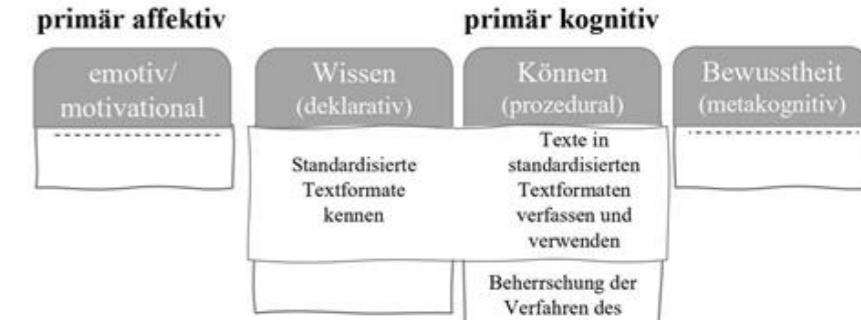 primär affektiv
primär kognitiv
emotiv/
motivational
Wissen
(deklarativ)
Können
(prozedural)
Bewusstheit
(metakognitiv)
Standardisierte
Textformate
kennen
Texte in
standardisierten
Textformaten
verfassen und
verwenden
Beherrschung der
Verfahren des